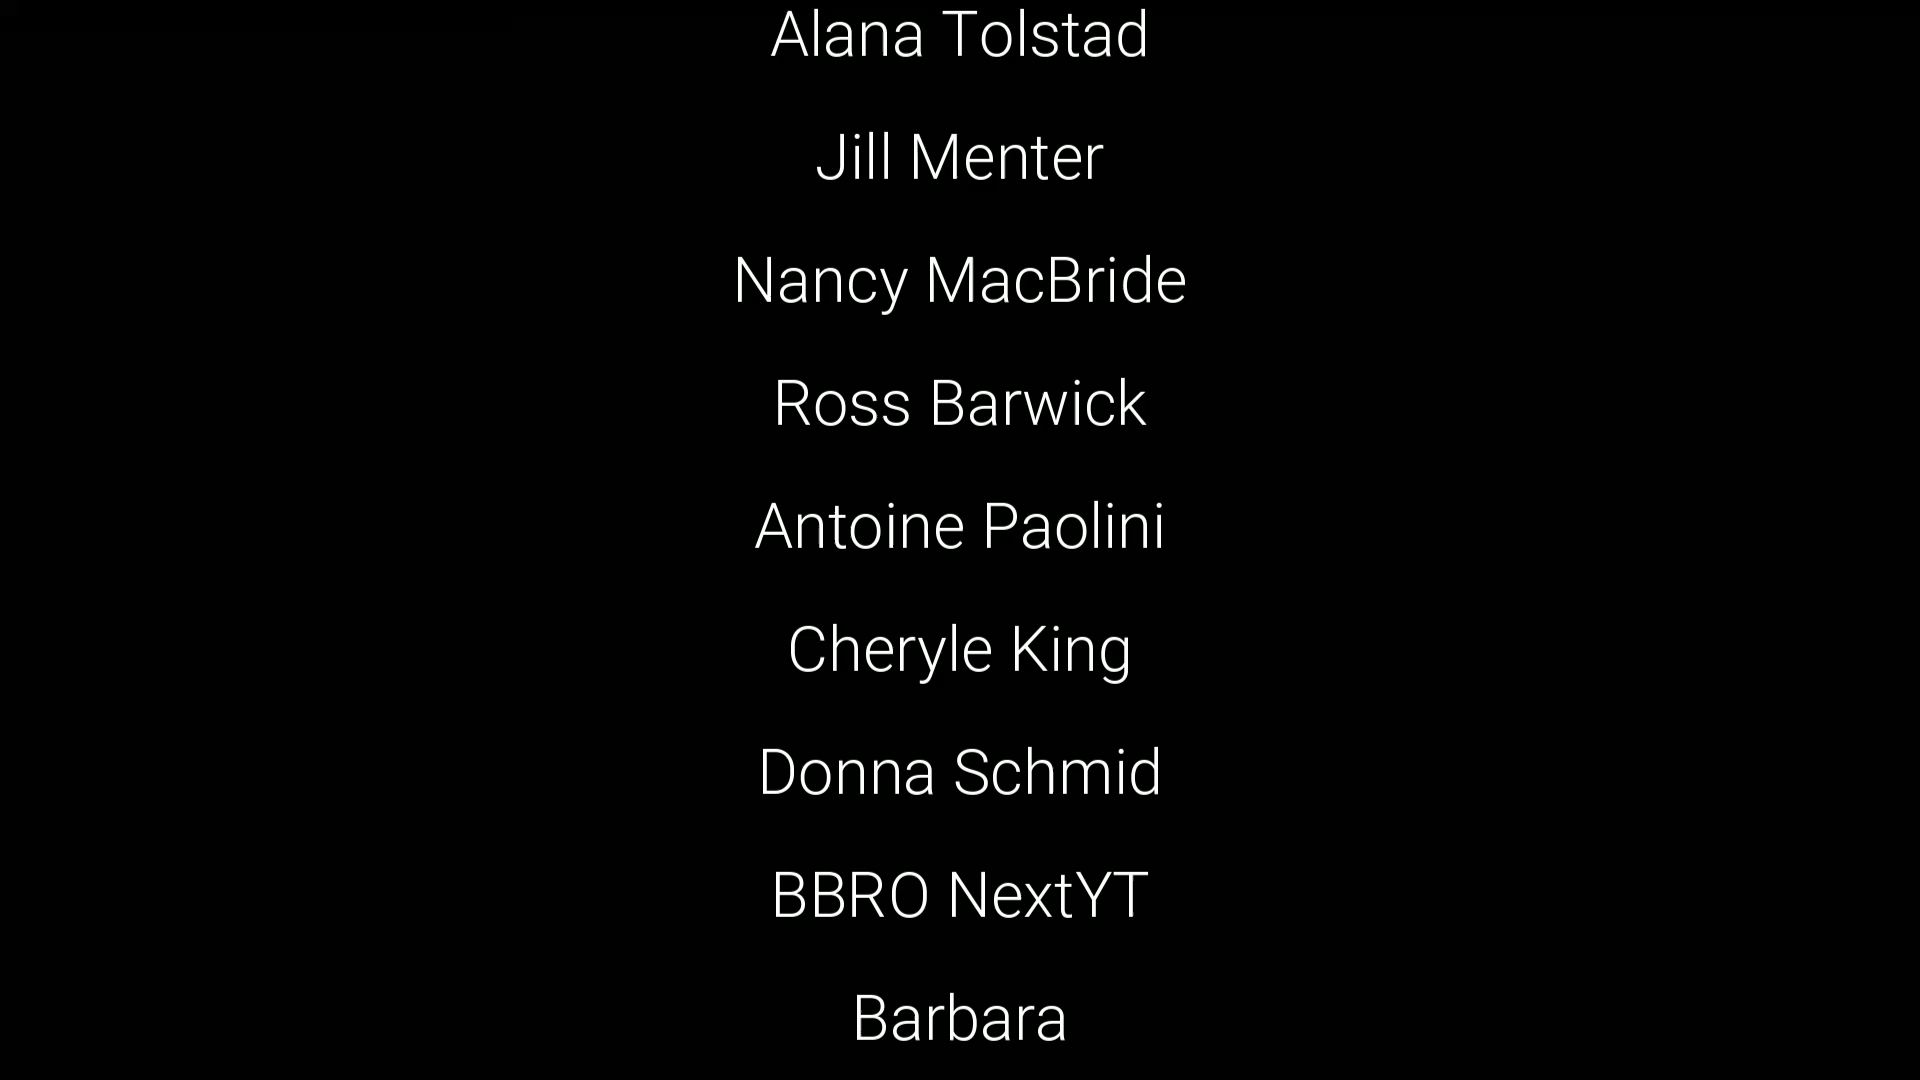 Alana Tolstad
Jill Menter
Nancy MacBride
Ross Barwick
Antoine Paolini
Cheryle King
Donna Schmid
BBRO NextYT
Barbara